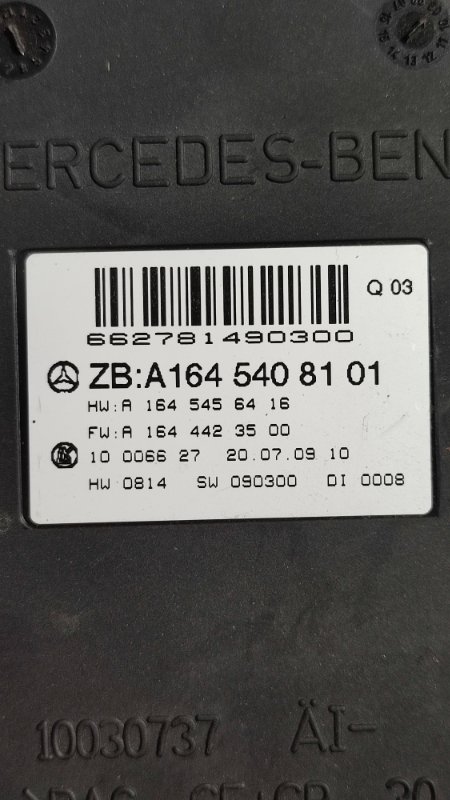 MERCEDES-BEN
Q 03
662781490300
ZB:A164 540 81 01
HW:A 164 545 64 16
FW:A 164 442 35 00
10 0066 27 20.07.09 10
HW 0814 SW 090300 DI 0008
10030737 ÄI-